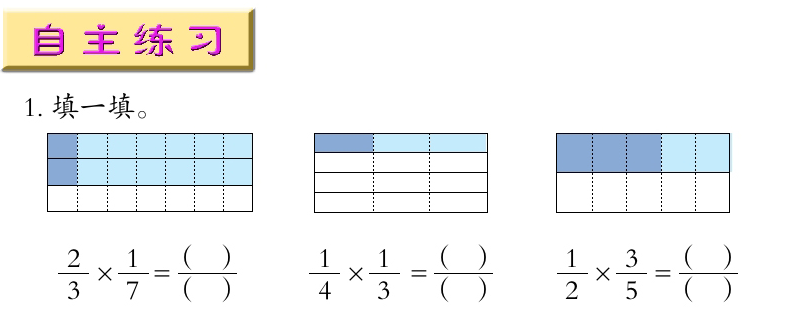 自主练习
1. 填一填。
2/3 × 1/7 = ( )/( )  1/4 × 1/3 = ( )/( )  1/2 × 3/5 = ( )/( )